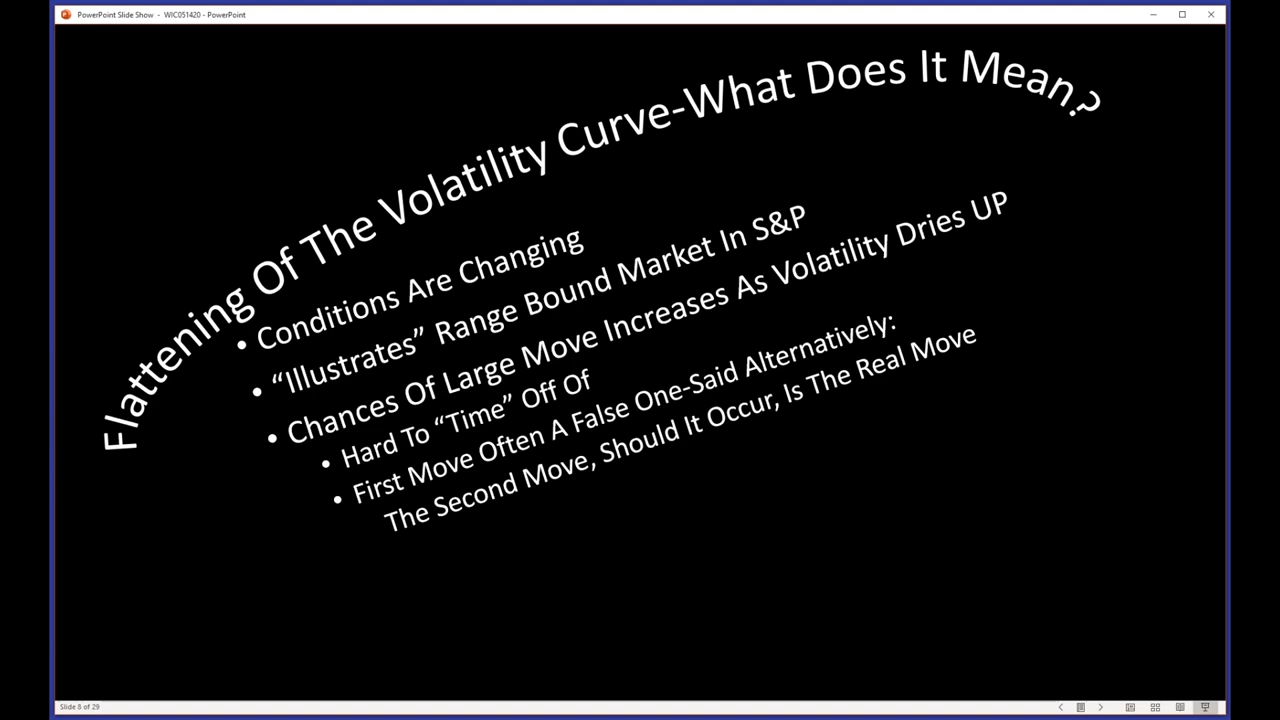 PowerPoint Slide Show - WIC051420 - PowerPoint
Flattening Of The Volatility Curve-What Does It Mean?
• Conditions Are Changing
• “Illustrates” Range Bound Market In S&P
• Chances Of Large Move Increases As Volatility Dries UP
• Hard To “Time” Off Of
• First Move Often A False One-Said Alternatively:
The Second Move, Should It Occur, Is The Real Move
Slide 8 of 29